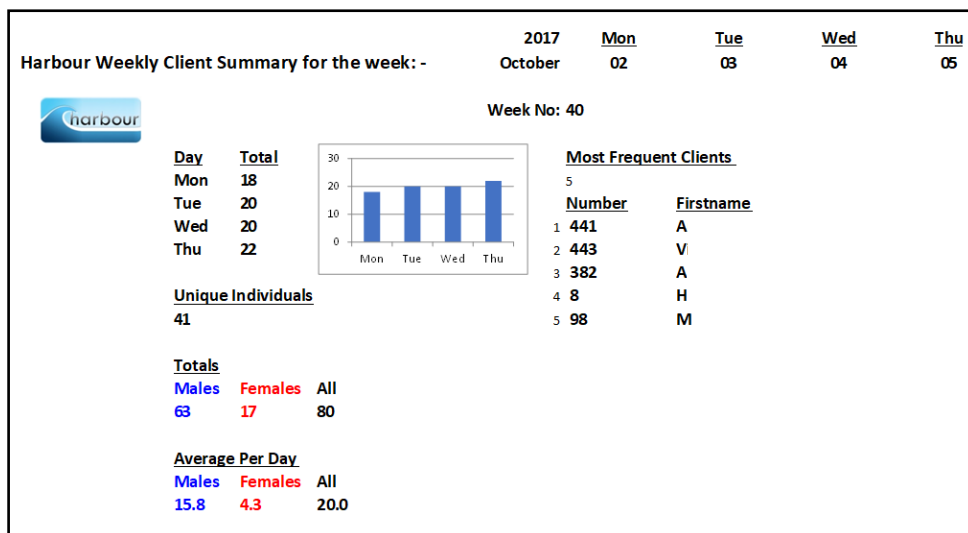 2017 Mon Tue Wed Thu
Harbour Weekly Client Summary for the week: - October 02 03 04 05
Week No: 40
harbour
Day Total
Mon 18
Tue 20
Wed 20
Thu 22
30
20
10
0
Mon Tue Wed Thu
Most Frequent Clients
5
Number Firstname
1 441 A
2 443 V
3 382 A
4 8 H
5 98 M
Unique Individuals
41
Totals
Males Females All
63 17 80
Average Per Day
Males Females All
15.8 4.3 20.0